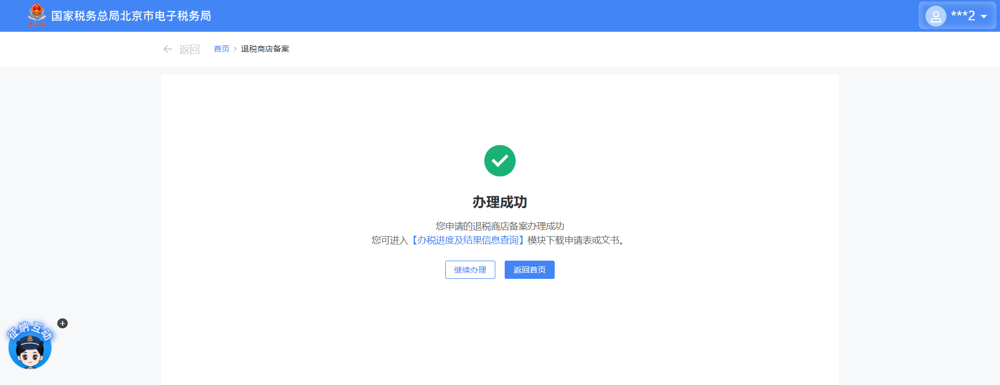 国家税务总局北京市电子税务局
***2
返回 首页 > 退税商店备案
办理成功
您申请的退税商店备案办理成功
您可进入【办税进度及结果信息查询】模块下载申请表或文书。
继续办理 返回首页
征纳互动